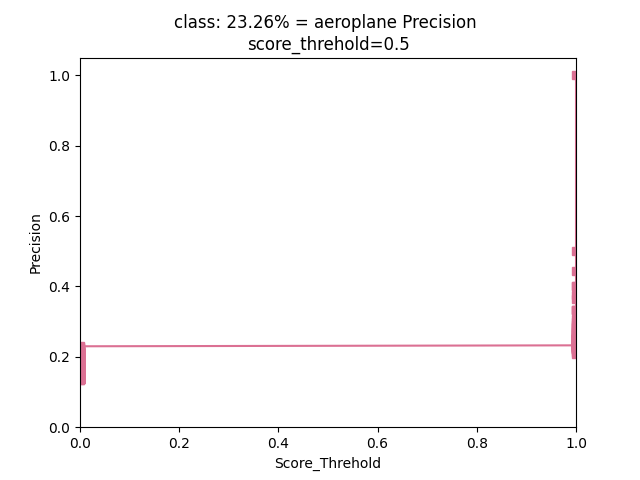 class: 23.26% = aeroplane Precision
score_threhold=0.5
Precision
1.0
0.8
0.6
0.4
0.2
0.0
0.0 0.2 0.4 0.6 0.8 1.0
Score_Threhold